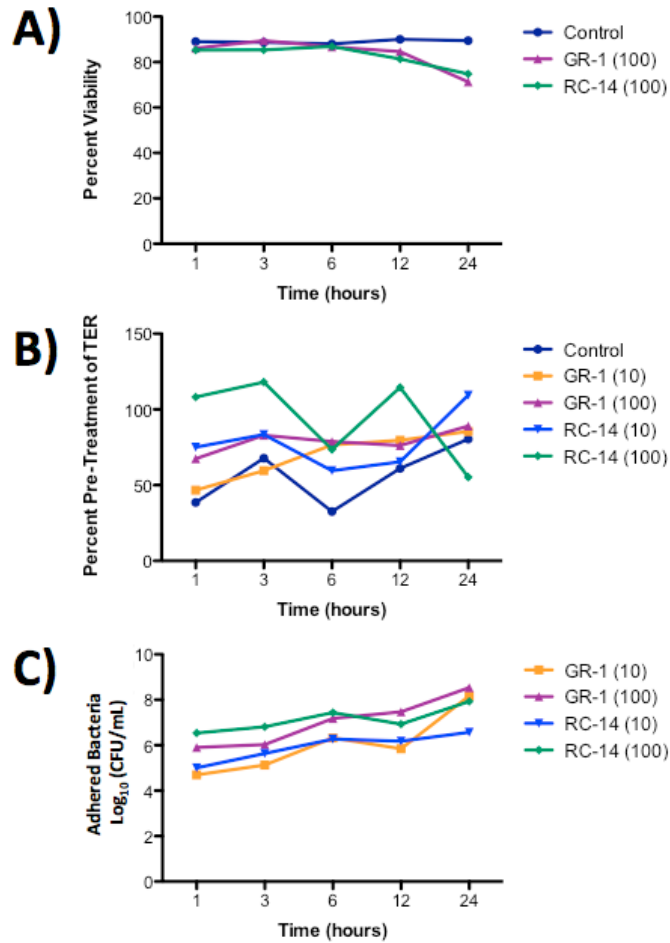 A)
Percent Viability
100
80
60
40
20
0
1 3 6 12 24
Time (hours)
Control
GR-1 (100)
RC-14 (100)
B)
Percent Pre-Treatment of TER
150
100
50
0
1 3 6 12 24
Time (hours)
Control
GR-1 (10)
GR-1 (100)
RC-14 (10)
RC-14 (100)
C)
Adhered Bacteria
Log₁₀ (CFU/mL)
10
8
6
4
2
0
1 3 6 12 24
Time (hours)
GR-1 (10)
GR-1 (100)
RC-14 (10)
RC-14 (100)